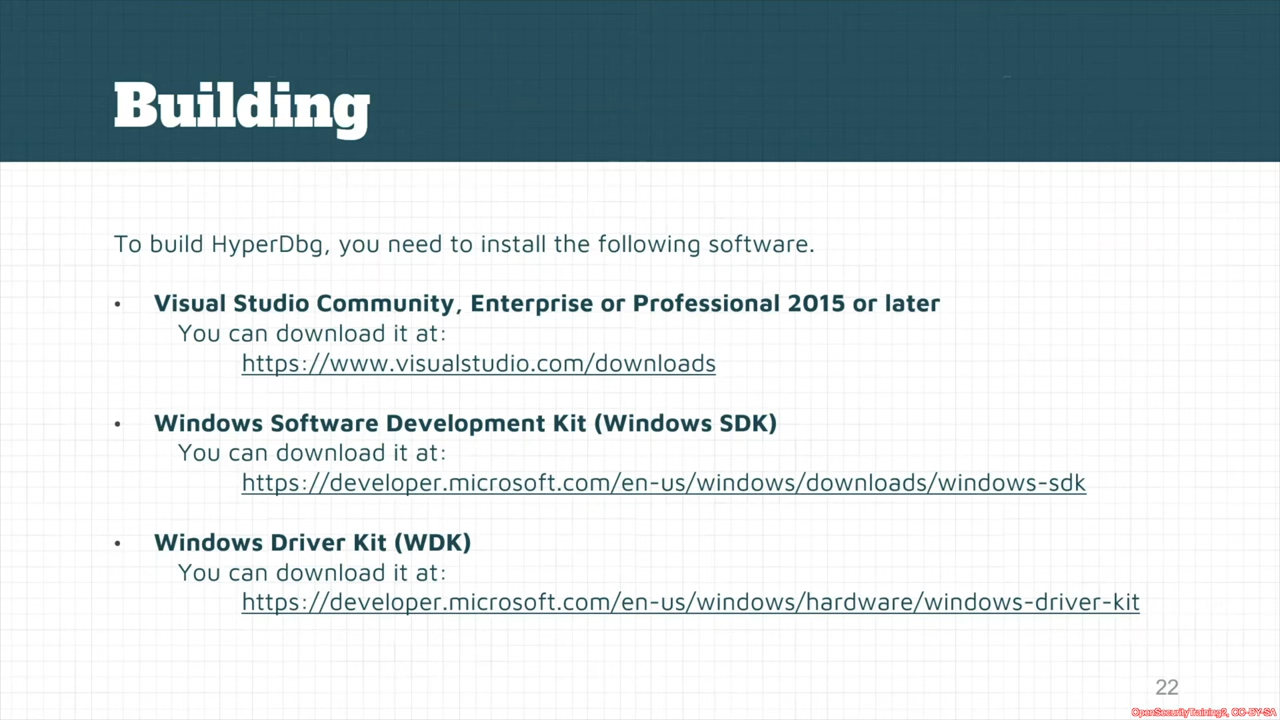 Building
To build HyperDbg, you need to install the following software.
• Visual Studio Community, Enterprise or Professional 2015 or later
You can download it at:
https://www.visualstudio.com/downloads
• Windows Software Development Kit (Windows SDK)
You can download it at:
https://developer.microsoft.com/en-us/windows/downloads/windows-sdk
• Windows Driver Kit (WDK)
You can download it at:
https://developer.microsoft.com/en-us/windows/hardware/windows-driver-kit
22
OpenSecurityTraining2, CC-BY-SA